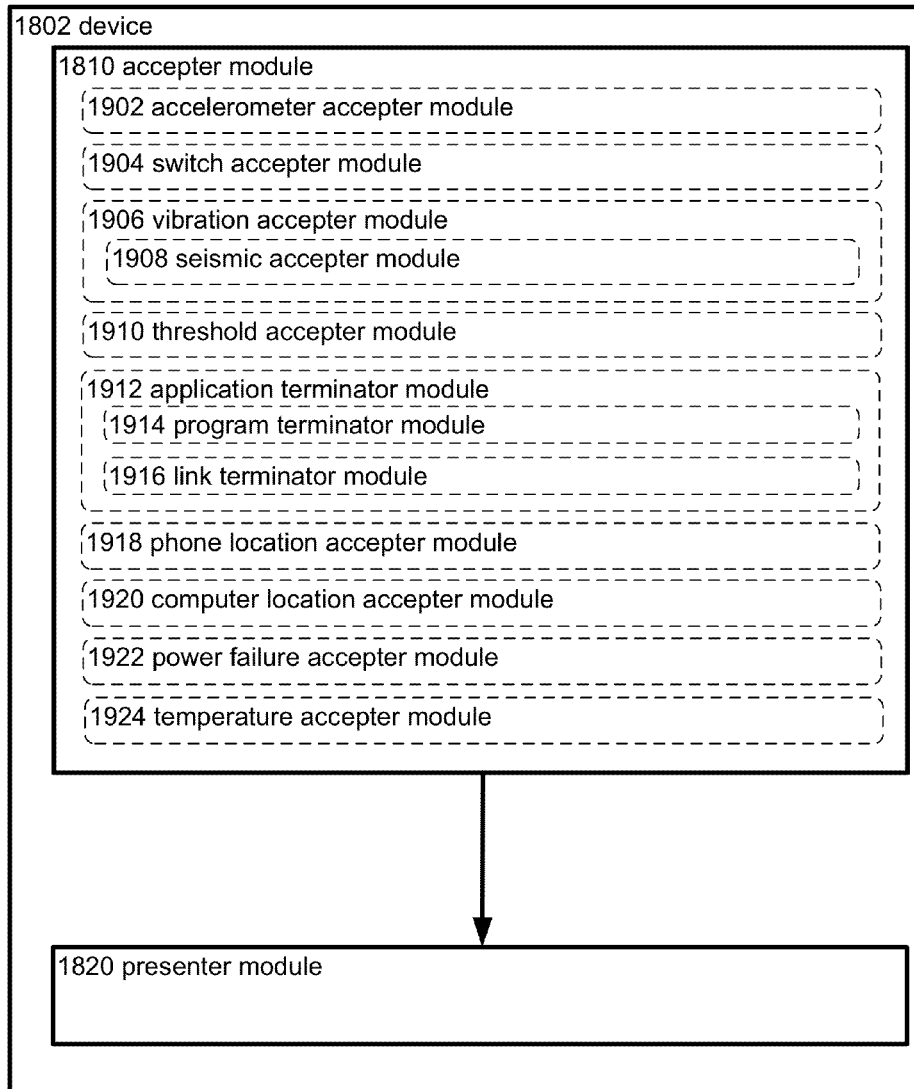 1802 device
1810 accepter module
1902 accelerometer accepter module
1904 switch accepter module
1906 vibration accepter module
1908 seismic accepter module
1910 threshold accepter module
1912 application terminator module
1914 program terminator module
1916 link terminator module
1918 phone location accepter module
1920 computer location accepter module
1922 power failure accepter module
1924 temperature accepter module
1820 presenter module